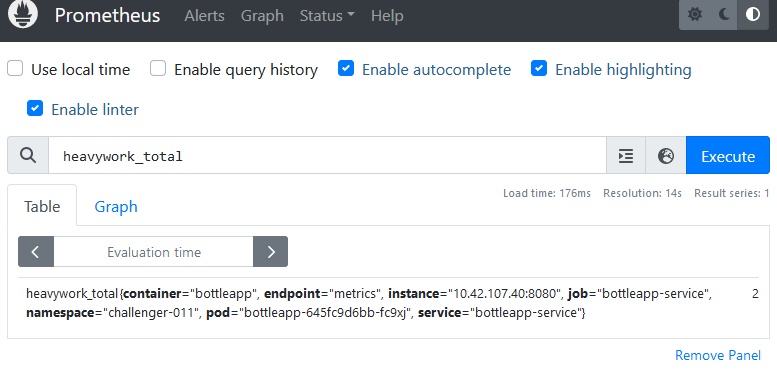 Prometheus Alerts Graph Status Help
Use local time Enable query history Enable autocomplete Enable highlighting
Enable linter
heavywork_total Execute
Table Graph Load time: 176ms Resolution: 14s Result series: 1
Evaluation time
heavywork_total{container="bottleapp", endpoint="metrics", instance="10.42.107.40:8080", job="bottleapp-service", 2
namespace="challenger-011", pod="bottleapp-645fc9d6bb-fc9xj", service="bottleapp-service"}
Remove Panel